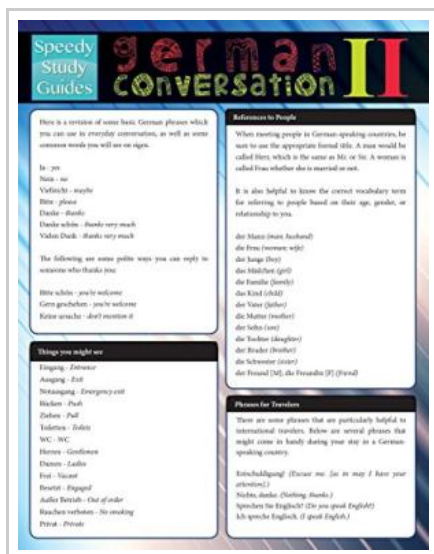 Speedy
Study
Guides
german
conversation
II
Here is a revision of some basic German phrases which
you can use in everyday conversation, as well as some
common words you will see on signs.
Ja - yes
Nein - no
Vielleicht - maybe
Bitte - please
Danke - thanks
Danke schön - thanks very much
Vielen Dank - thanks very much
The following are some polite ways you can reply to
someone who thanks you:
Bitte schön - you're welcome
Gern geschehen - you're welcome
Keine ursache - don't mention it
Things you might see
Eingang - Entrance
Ausgang - Exit
Notausgang - Emergency exit
Drücken - Push
Ziehen - Pull
Toiletten - Toilets
WC - WC
Herren - Gentlemen
Damen - Ladies
Frei - Vacant
Besetzt - Engaged
Außer Betrieb - Out of order
Rauchen verboten - No smoking
Privat - Private
References to People
When meeting people in German-speaking countries, be
sure to use the appropriate formal title. A man would be
called Herr, which is the same as Mr. or Sir. A woman is
called Frau whether she is married or not.
It is also helpful to know the correct vocabulary term
for referring to people based on their age, gender, or
relationship to you.
der Mann (man; husband)
die Frau (woman; wife)
der Junge (boy)
das Mädchen (girl)
die Familie (family)
das Kind (child)
der Vater (father)
die Mutter (mother)
der Sohn (son)
die Tochter (daughter)
der Bruder (brother)
die Schwester (sister)
der Freund [M]; die Freundin [F] (friend)
Phrases for Travelers
There are some phrases that are particularly helpful to
international travelers. Below are several phrases that
might come in handy during your stay in a German-
speaking country.
Entschuldigung! (Excuse me. [as in may I have your
attention].)
Nichts, danke. (Nothing, thanks.)
Sprechen Sie Englisch? (Do you speak English?)
Ich spreche Englisch. (I speak English.)